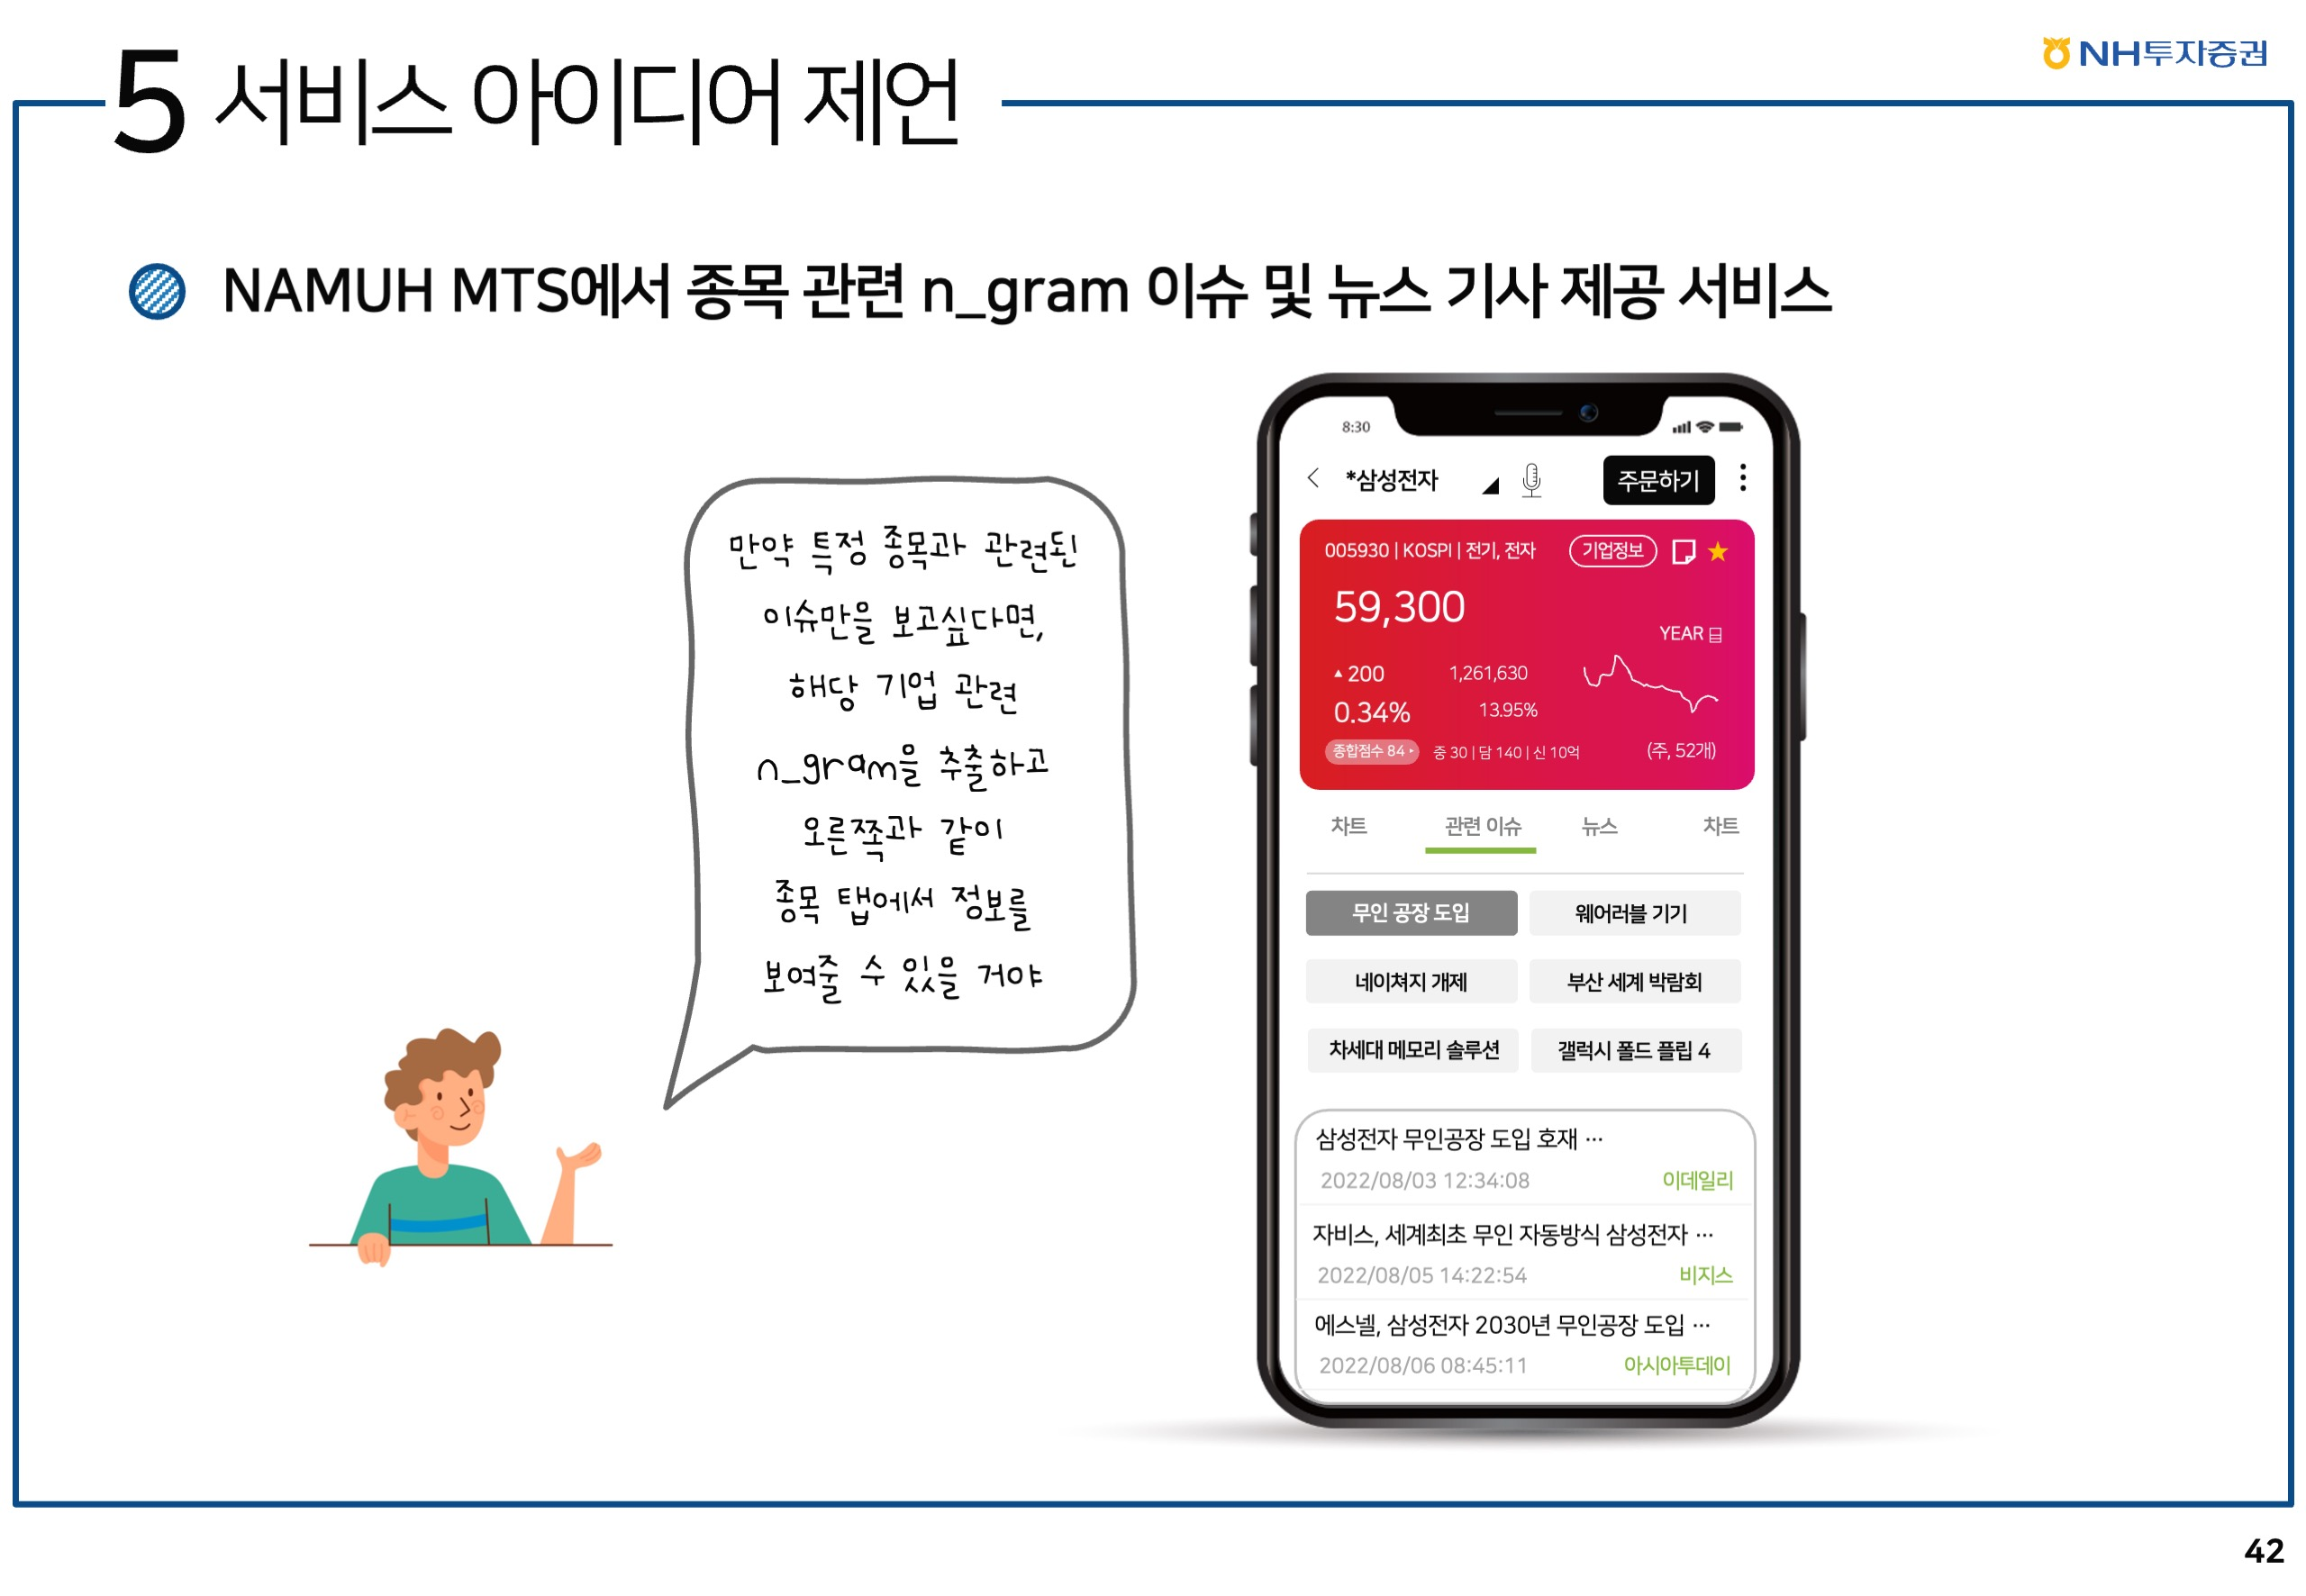 5 서비스 아이디어 제언
NH투자증권
NAMUH MTS에서 종목 관련 n_gram 이슈 및 뉴스 기사 제공 서비스
만약 특정 종목과 관련된
이슈만을 보고싶다면,
해당 기업 관련
n_gram을 추출하고
오른쪽과 같이
종목 탭에서 정보를
보여줄 수 있을 거야
8:30
*삼성전자
주문하기
005930 | KOSPI | 전기, 전자
기업정보
59,300
YEAR
▲ 200 1,261,630
0.34% 13.95%
종합점수 84 ▸ 중 30 | 담 140 | 신 10억 (주, 52개)
차트 관련 이슈 뉴스 차트
무인 공장 도입 웨어러블 기기
네이쳐지 개제 부산 세계 박람회
차세대 메모리 솔루션 갤럭시 폴드 플립 4
삼성전자 무인공장 도입 호재 ···
2022/08/03 12:34:08 이데일리
자비스, 세계최초 무인 자동방식 삼성전자 ···
2022/08/05 14:22:54 비지스
에스넬, 삼성전자 2030년 무인공장 도입 ···
2022/08/06 08:45:11 아시아투데이
42